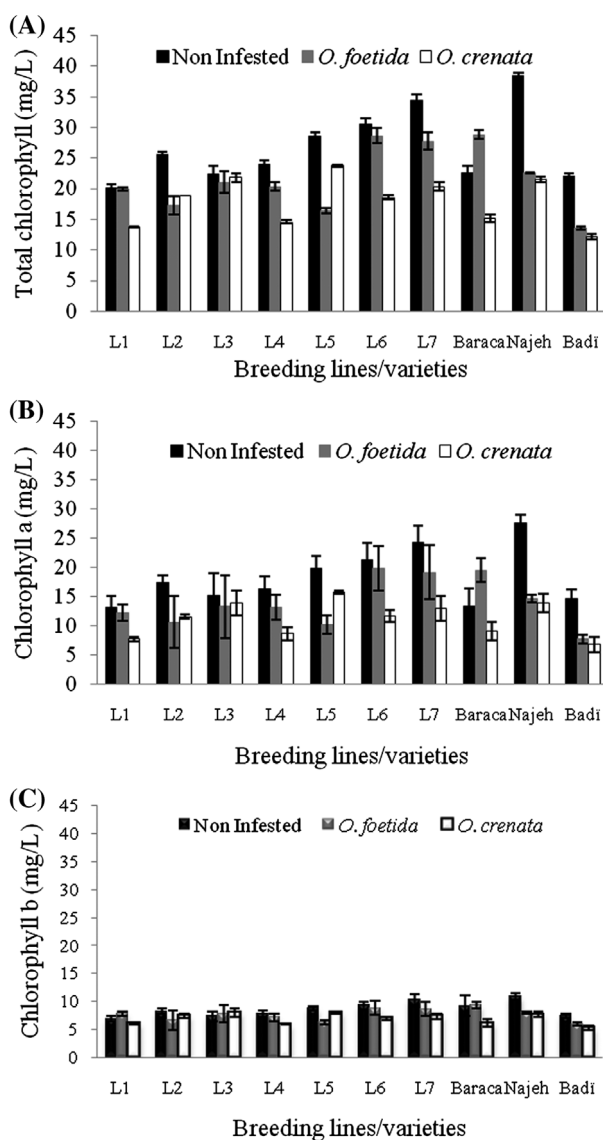 (A)
Total chlorophyll (mg/L)
45
40
35
30
25
20
15
10
5
0
Non Infested O. foetida O. crenata
L1 L2 L3 L4 L5 L6 L7 Baraca Najeh Badï
Breeding lines/varieties
(B)
Chlorophyll a (mg/L)
45
40
35
30
25
20
15
10
5
0
Non Infested O. foetida O. crenata
L1 L2 L3 L4 L5 L6 L7 Baraca Najeh Badï
Breeding lines/varieties
(C)
Chlorophyll b (mg/L)
45
40
35
30
25
20
15
10
5
0
Non Infested O. foetida O. crenata
L1 L2 L3 L4 L5 L6 L7 Baraca Najeh Badï
Breeding lines/varieties